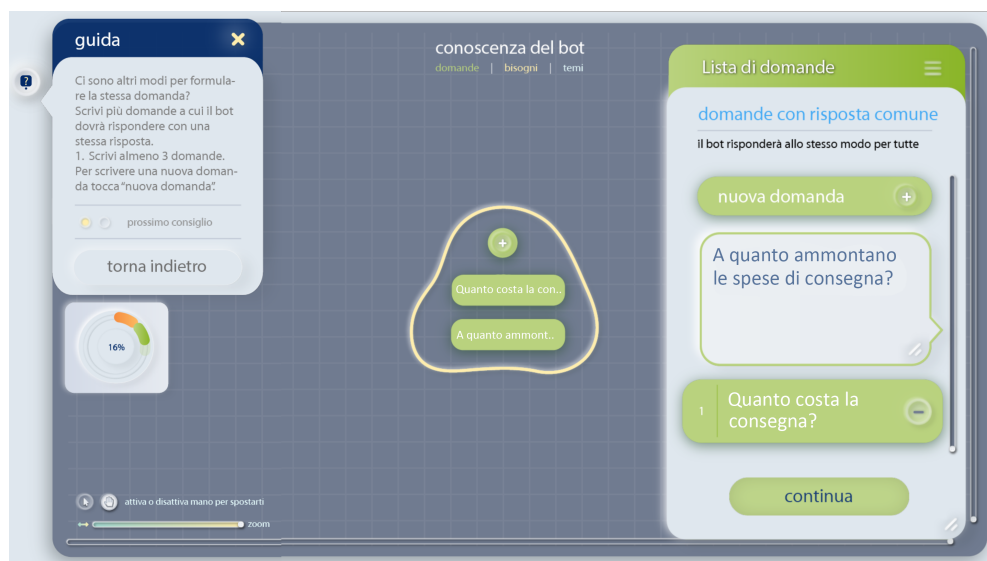 guida
?
Ci sono altri modi per formula-
re la stessa domanda?
Scrivi più domande a cui il bot
dovrà rispondere con una
stessa risposta.
1. Scrivi almeno 3 domande.
Per scrivere una nuova doman-
da tocca “nuova domanda”.
prossimo consiglio
torna indietro
16%
attiva o disattiva mano per spostarti
zoom
conoscenza del bot
domande | bisogni | temi
Quanto costa la con..
A quanto ammont..
Lista di domande
domande con risposta comune
il bot risponderà allo stesso modo per tutte
nuova domanda
A quanto ammontano
le spese di consegna?
1
Quanto costa la
consegna?
continua